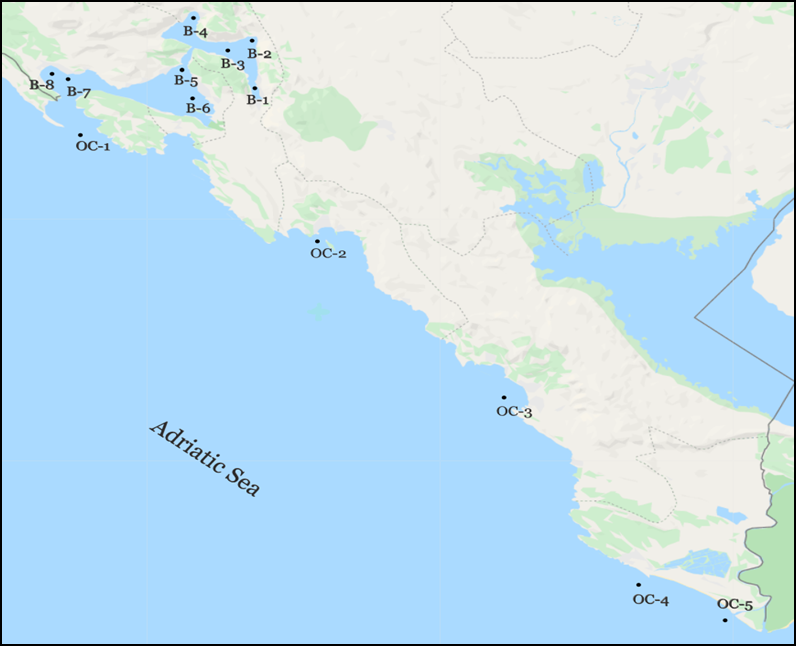 B-4
B-2
B-3
B-5
B-8
B-7
B-1
B-6
OC-1
OC-2
OC-3
Adriatic Sea
OC-4
OC-5